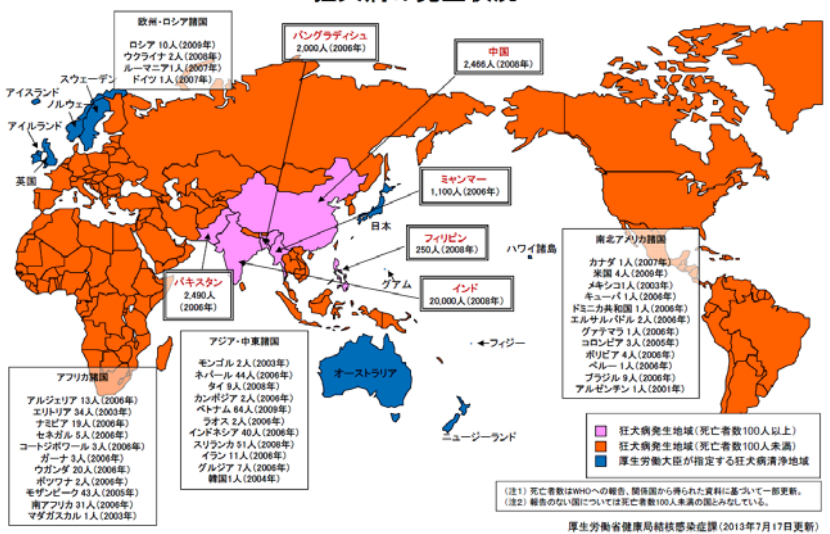 欧州・ロシア諸国
ロシア 10人(2009年)
ウクライナ 2人(2008年)
ルーマニア1人(2007年)
ドイツ 1人(2007年)
バングラディシュ
2,000人(2006年)
中国
2,466人(2008年)
スウェーデン
アイスランド
ノルウェー
アイルランド
英国
ミャンマー
1,100人(2006年)
日本
フィリピン
250人(2008年)
ハワイ諸島
グアム
パキスタン
2,490人
(2006年)
インド
20,000人(2008年)
南北アメリカ諸国
カナダ 1人(2007年)
米国 4人(2009年)
メキシコ1人(2003年)
キューバ 1人(2006年)
ドミニカ共和国 1人(2006年)
エルサルバドル 2人(2006年)
グァテマラ 1人(2006年)
コロンビア 3人(2005年)
ボリビア 4人(2006年)
ペルー 1人(2006年)
ブラジル 9人(2006年)
アルゼンチン 1人(2001年)
フィジー
オーストラリア
ニュージーランド
アジア・中東諸国
モンゴル 2人(2003年)
ネパール 44人(2006年)
タイ 9人(2008年)
カンボジア 2人(2006年)
ベトナム 64人(2009年)
ラオス 2人(2006年)
インドネシア 40人(2006年)
スリランカ 51人(2008年)
イラン 11人(2006年)
グルジア 7人(2006年)
韓国1人(2004年)
アフリカ諸国
アルジェリア 13人(2006年)
エリトリア 34人(2003年)
ナミビア 19人(2006年)
セネガル 5人(2006年)
コートジボワール 3人(2006年)
ガーナ 3人(2006年)
ウガンダ 20人(2006年)
ボツワナ 2人(2006年)
モザンビーク 43人(2005年)
南アフリカ 31人(2006年)
マダガスカル 1人(2003年)
狂犬病発生地域(死亡者数100人以上)
狂犬病発生地域(死亡者数100人未満)
厚生労働大臣が指定する狂犬病清浄地域
(注1) 死亡者数はWHOへの報告、関係国から得られた資料に基づいて一部更新。
(注2) 報告のない国については死亡者数100人未満の国とみなしている。
厚生労働省健康局結核感染症課(2013年7月17日更新)